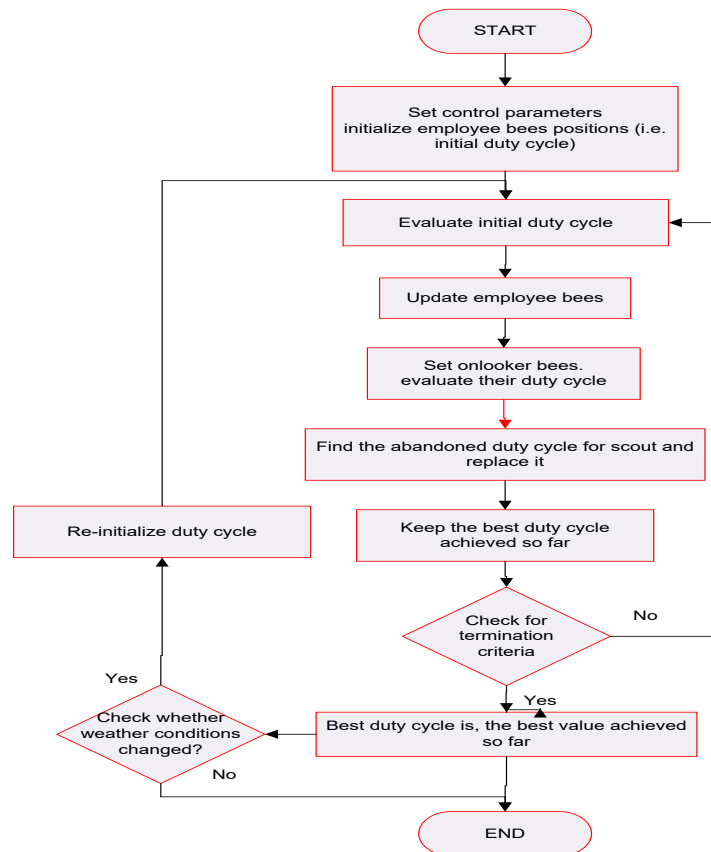 START
Set control parameters
initialize employee bees positions (i.e.
initial duty cycle)
Evaluate initial duty cycle
Update employee bees
Set onlooker bees.
evaluate their duty cycle
Find the abandoned duty cycle for scout and
replace it
Re-initialize duty cycle
Keep the best duty cycle
achieved so far
Check for
termination
criteria
No
Yes
Yes
Check whether
weather conditions
changed?
Best duty cycle is, the best value achieved
so far
No
END